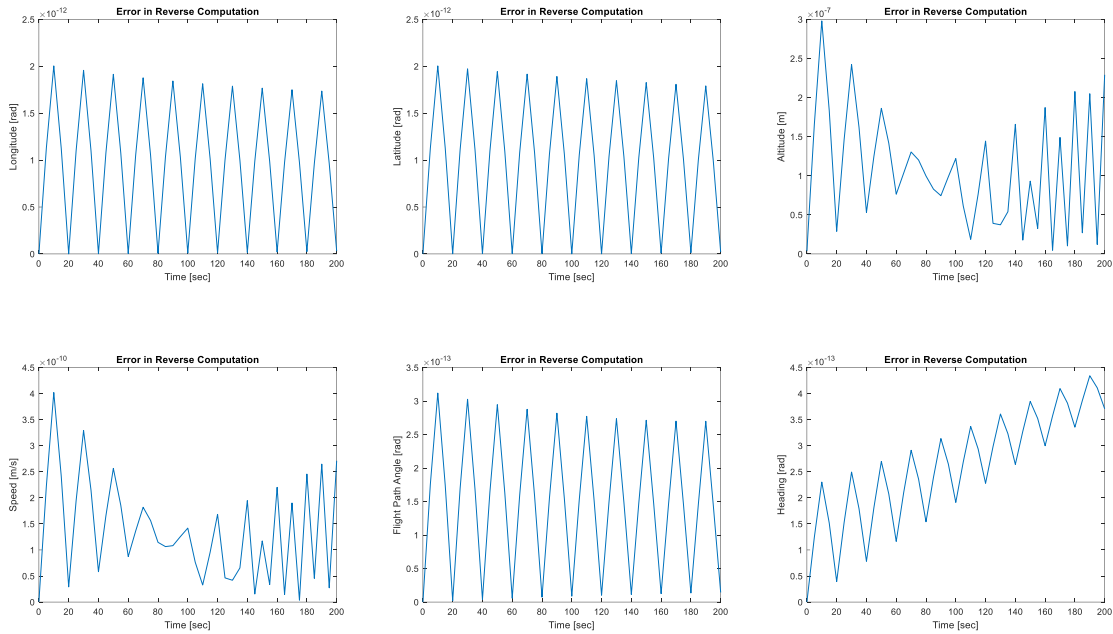 Error in Reverse Computation
×10-12
2.5
2
1.5
1
0.5
0
Longitude [rad]
0 20 40 60 80 100 120 140 160 180 200
Time [sec]
Error in Reverse Computation
×10-12
2.5
2
1.5
1
0.5
0
Latitude [rad]
0 20 40 60 80 100 120 140 160 180 200
Time [sec]
Error in Reverse Computation
×10-7
3
2.5
2
1.5
1
0.5
0
Altitude [m]
0 20 40 60 80 100 120 140 160 180 200
Time [sec]
Error in Reverse Computation
×10-10
4.5
4
3.5
3
2.5
2
1.5
1
0.5
0
Speed [m/s]
0 20 40 60 80 100 120 140 160 180 200
Time [sec]
Error in Reverse Computation
×10-13
3.5
3
2.5
2
1.5
1
0.5
0
Flight Path Angle [rad]
0 20 40 60 80 100 120 140 160 180 200
Time [sec]
Error in Reverse Computation
×10-13
4.5
4
3.5
3
2.5
2
1.5
1
0.5
0
Heading [rad]
0 20 40 60 80 100 120 140 160 180 200
Time [sec]